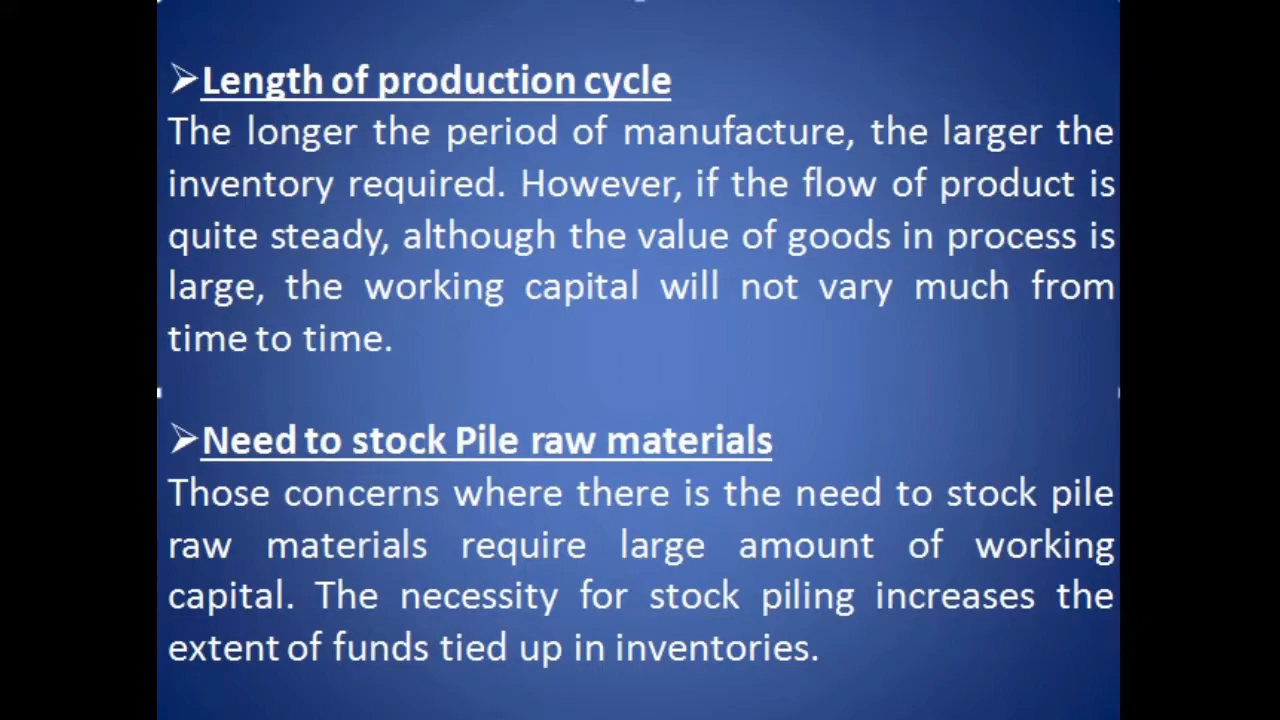 ➢Length of production cycle
The longer the period of manufacture, the larger the
inventory required. However, if the flow of product is
quite steady, although the value of goods in process is
large, the working capital will not vary much from
time to time.
➢Need to stock Pile raw materials
Those concerns where there is the need to stock pile
raw materials require large amount of working
capital. The necessity for stock piling increases the
extent of funds tied up in inventories.